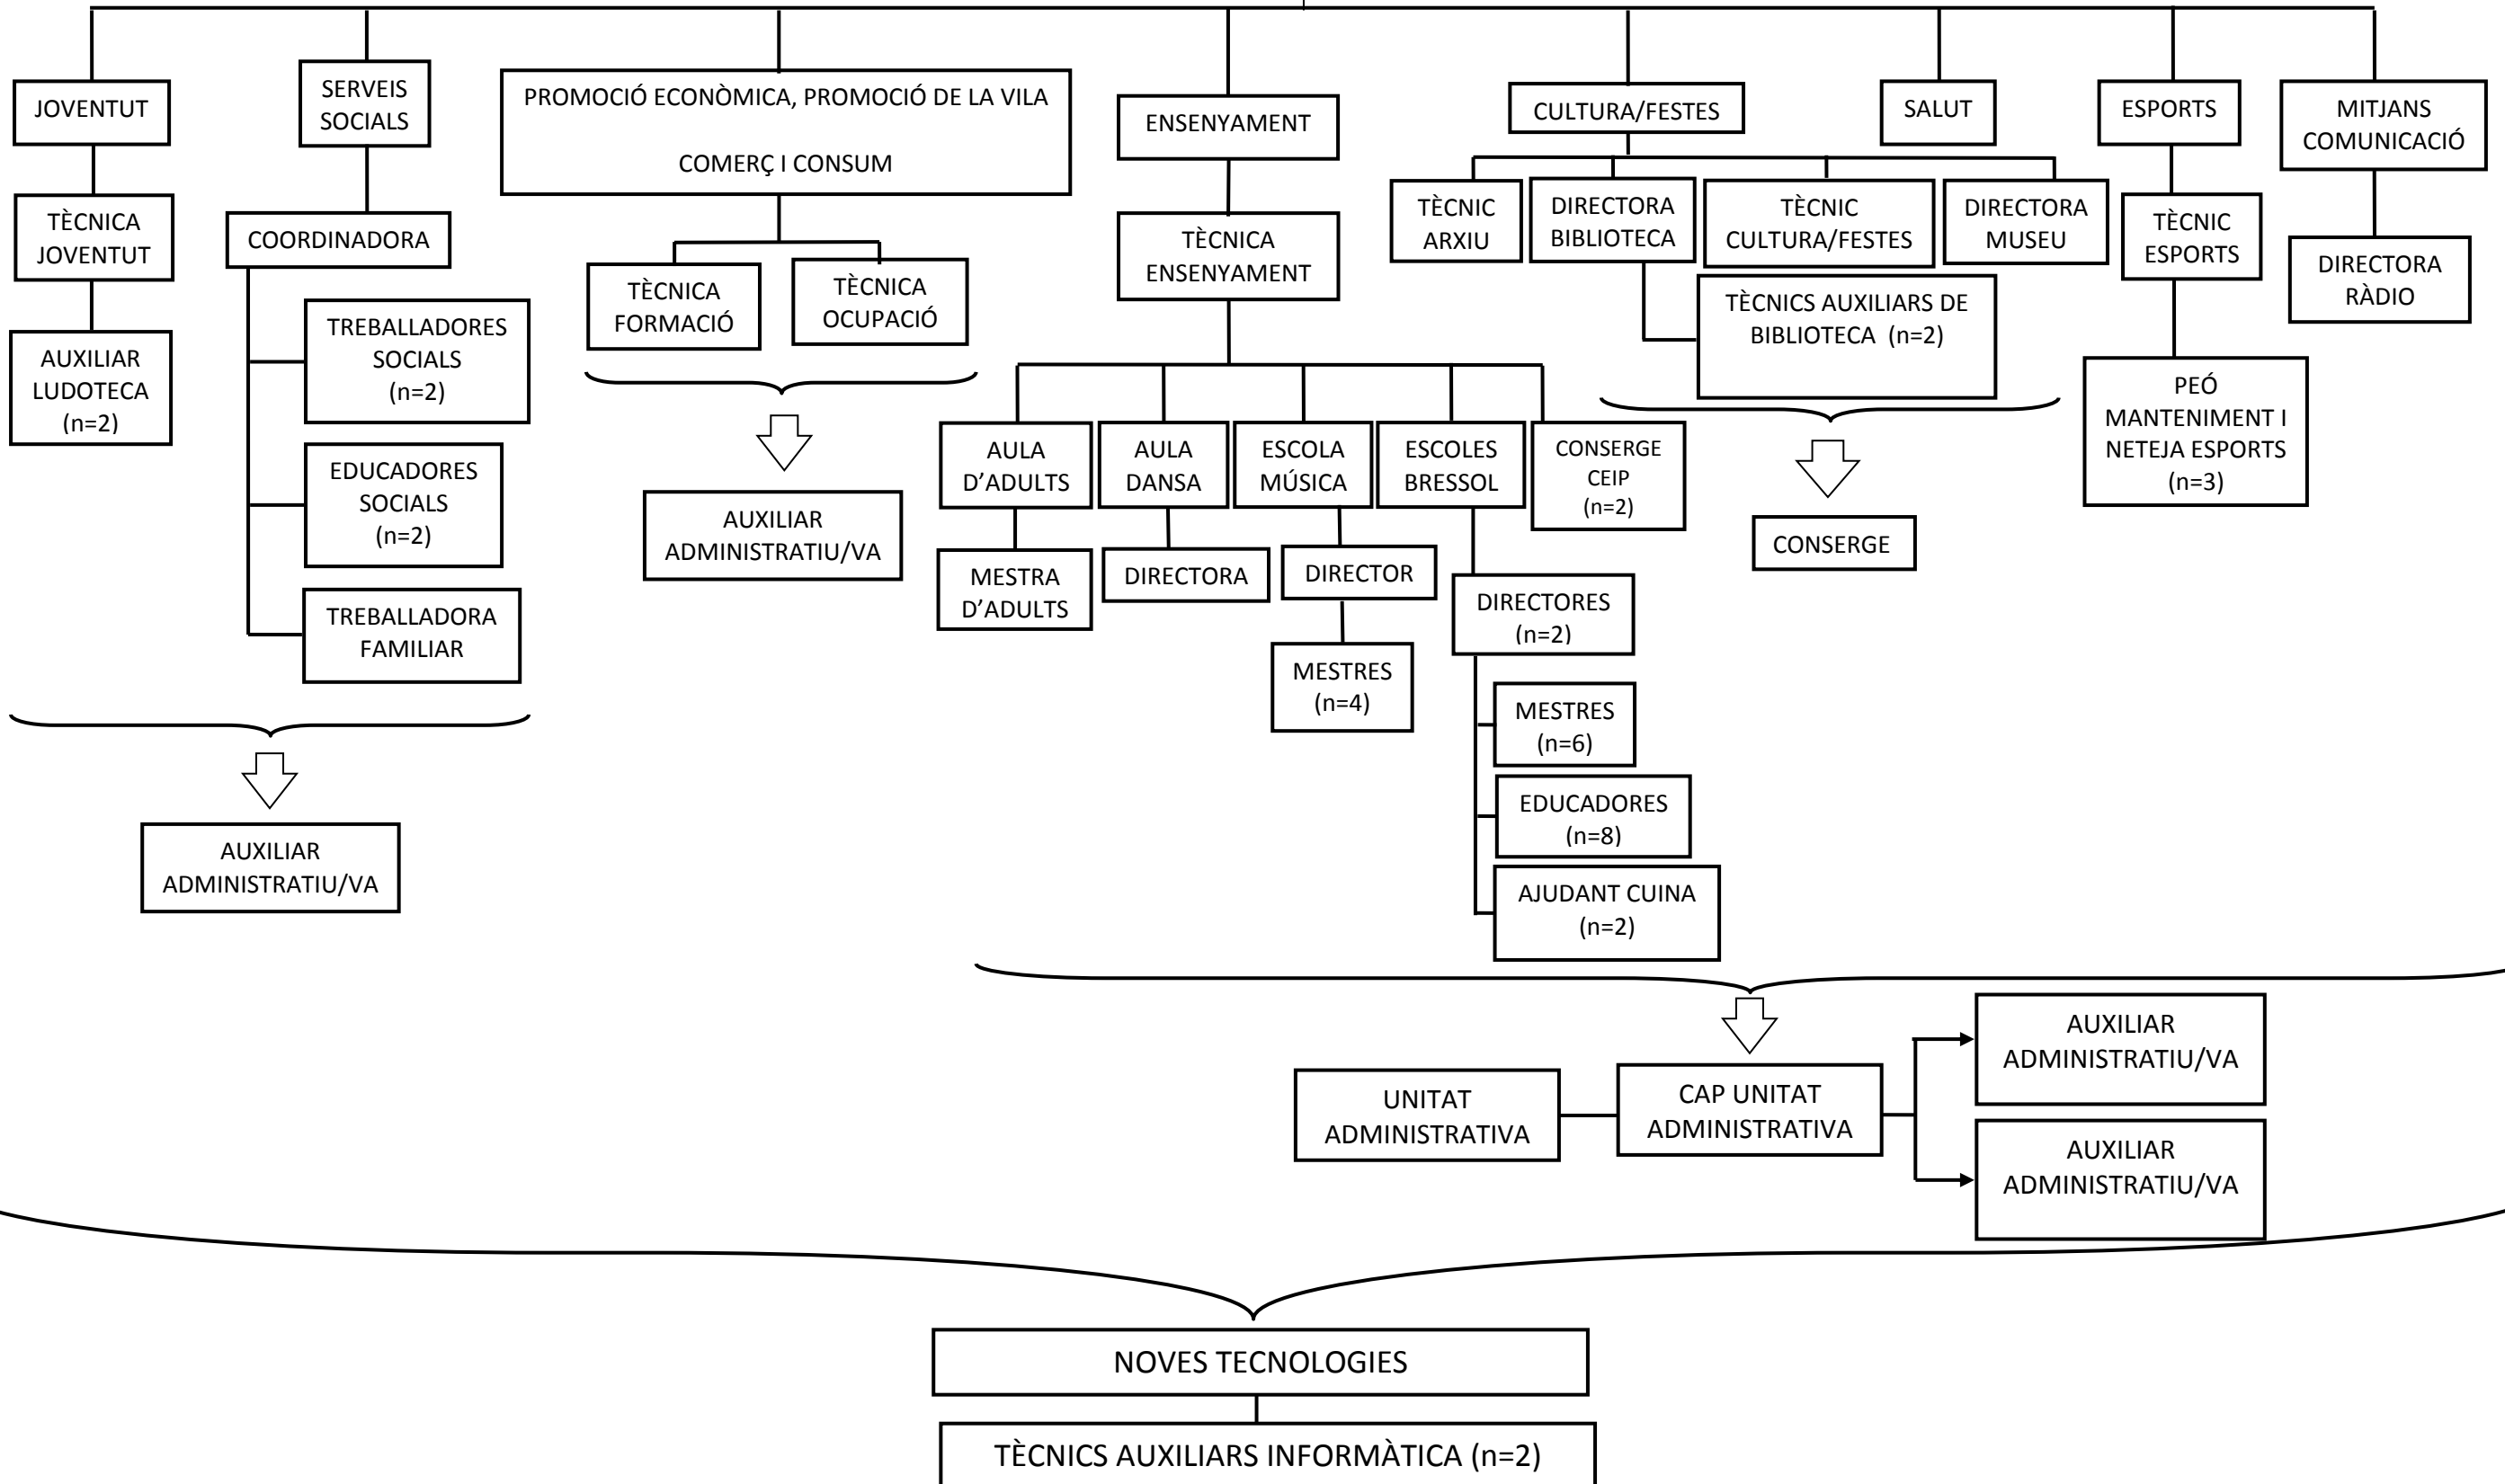 JOVENTUT
SERVEIS
SOCIALS
PROMOCIÓ ECONÒMICA, PROMOCIÓ DE LA VILA
COMERÇ I CONSUM
ENSENYAMENT
CULTURA/FESTES
SALUT
ESPORTS
MITJANS
COMUNICACIÓ
TÈCNICA
JOVENTUT
COORDINADORA
TÈCNICA
FORMACIÓ
TÈCNICA
OCUPACIÓ
TÈCNICA
ENSENYAMENT
TÈCNIC
ARXIU
DIRECTORA
BIBLIOTECA
TÈCNIC
CULTURA/FESTES
DIRECTORA
MUSEU
TÈCNIC
ESPORTS
DIRECTORA
RÀDIO
AUXILIAR
LUDOTECA
(n=2)
TREBALLADORES
SOCIALS
(n=2)
TÈCNICS AUXILIARS DE
BIBLIOTECA (n=2)
PEÓ
MANTENIMENT I
NETEJA ESPORTS
(n=3)
EDUCADORES
SOCIALS
(n=2)
AUXILIAR
ADMINISTRATIU/VA
AULA
D'ADULTS
AULA
DANSA
ESCOLA
MÚSICA
ESCOLES
BRESSOL
CONSERGE
CEIP
(n=2)
CONSERGE
TREBALLADORA
FAMILIAR
MESTRA
D'ADULTS
DIRECTORA
DIRECTOR
DIRECTORES
(n=2)
MESTRES
(n=4)
MESTRES
(n=6)
EDUCADORES
(n=8)
AJUDANT CUINA
(n=2)
AUXILIAR
ADMINISTRATIU/VA
UNITAT
ADMINISTRATIVA
CAP UNITAT
ADMINISTRATIVA
AUXILIAR
ADMINISTRATIU/VA
AUXILIAR
ADMINISTRATIU/VA
NOVES TECNOLOGIES
TÈCNICS AUXILIARS INFORMÀTICA (n=2)